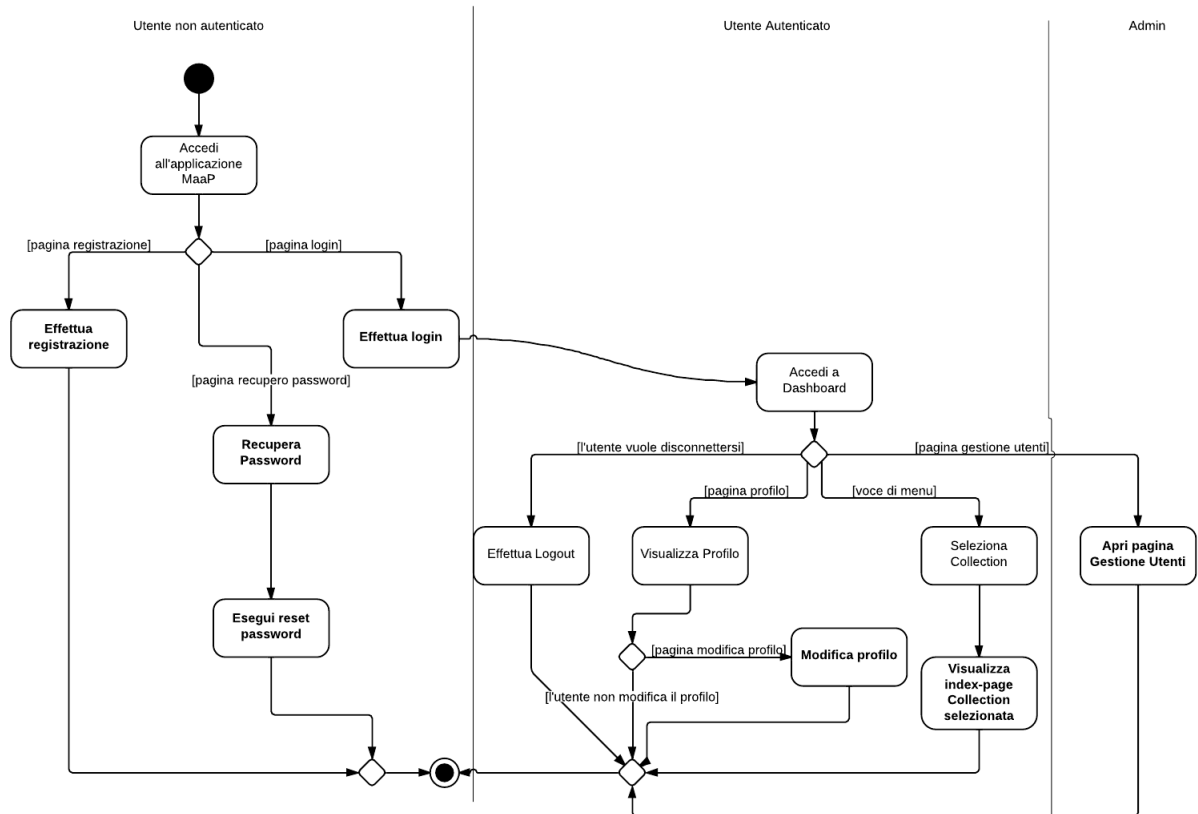 Utente non autenticato
Utente Autenticato
Admin
Accedi
all'applicazione
MaaP
[pagina registrazione]
[pagina login]
Effettua
registrazione
Effettua login
[pagina recupero password]
Accedi a
Dashboard
Recupera
Password
[l'utente vuole disconnettersi
[pagina gestione utenti]
[pagina profilo]
[voce di menu]
Effettua Logout
Visualizza Profilo
Seleziona
Collection
Apri pagina
Gestione Utenti
Esegui reset
password
[pagina modifica profilo]
Modifica profilo
Visualizza
index-page
Collection
selezionata
[l'utente non modifica il profilo]